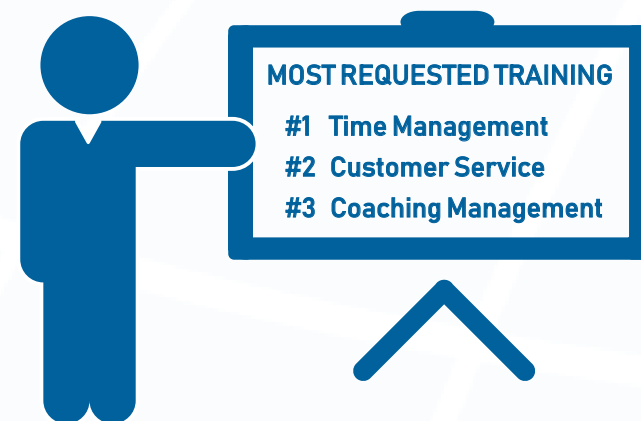 MOST REQUESTED TRAINING
#1 Time Management
#2 Customer Service
#3 Coaching Management